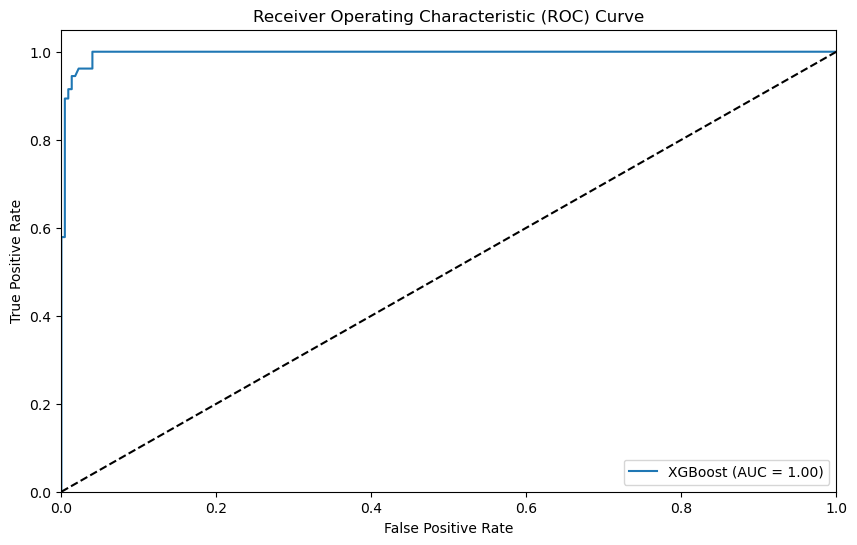 Receiver Operating Characteristic (ROC) Curve
1.0
0.8
0.6
0.4
0.2
0.0
True Positive Rate
XGBoost (AUC = 1.00)
0.0 0.2 0.4 0.6 0.8 1.0
False Positive Rate